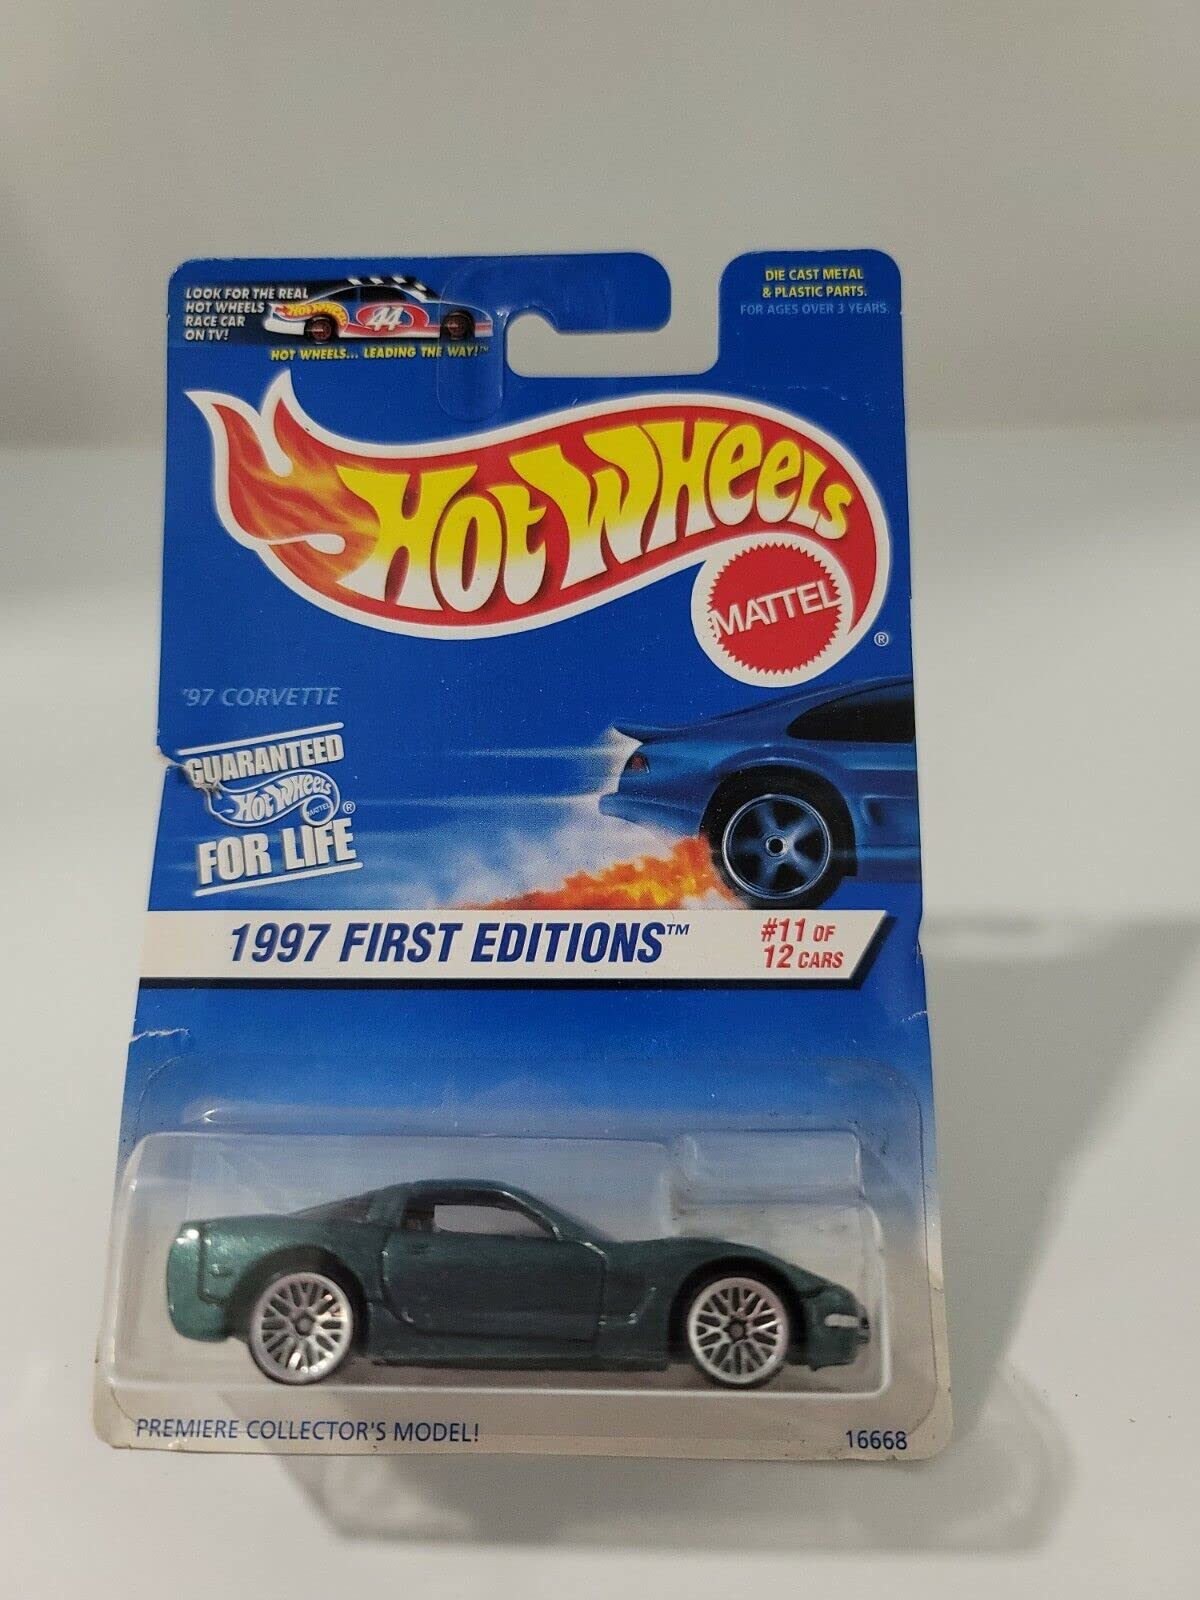 LOOK FOR THE REAL
HOT WHEELS
RACE CAR
ON TV!
HOT WHEELS
44
HOT WHEELS... LEADING THE WAY!™
DIE CAST METAL
& PLASTIC PARTS.
FOR AGES OVER 3 YEARS.
HOT WHEELS
MATTEL
®
'97 CORVETTE
GUARANTEED
HOT WHEELS
MATTEL
®
FOR LIFE
1997 FIRST EDITIONS™
#11 OF
12 CARS
PREMIERE COLLECTOR'S MODEL!
16668